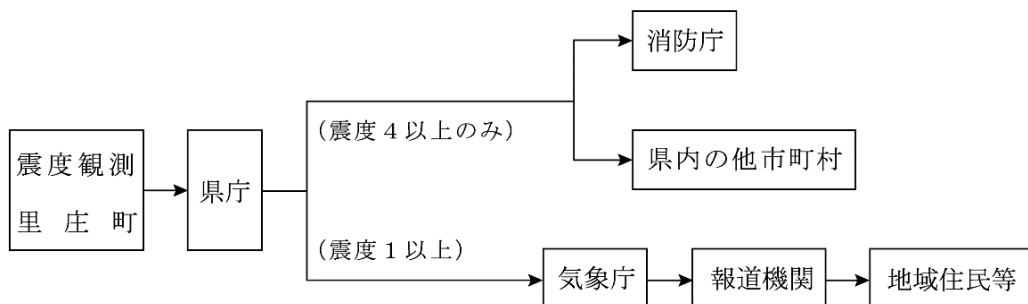 消防庁
(震度4以上のみ)
震度観測
里庄町
県庁
県内の他市町村
(震度1以上)
気象庁
報道機関
地域住民等